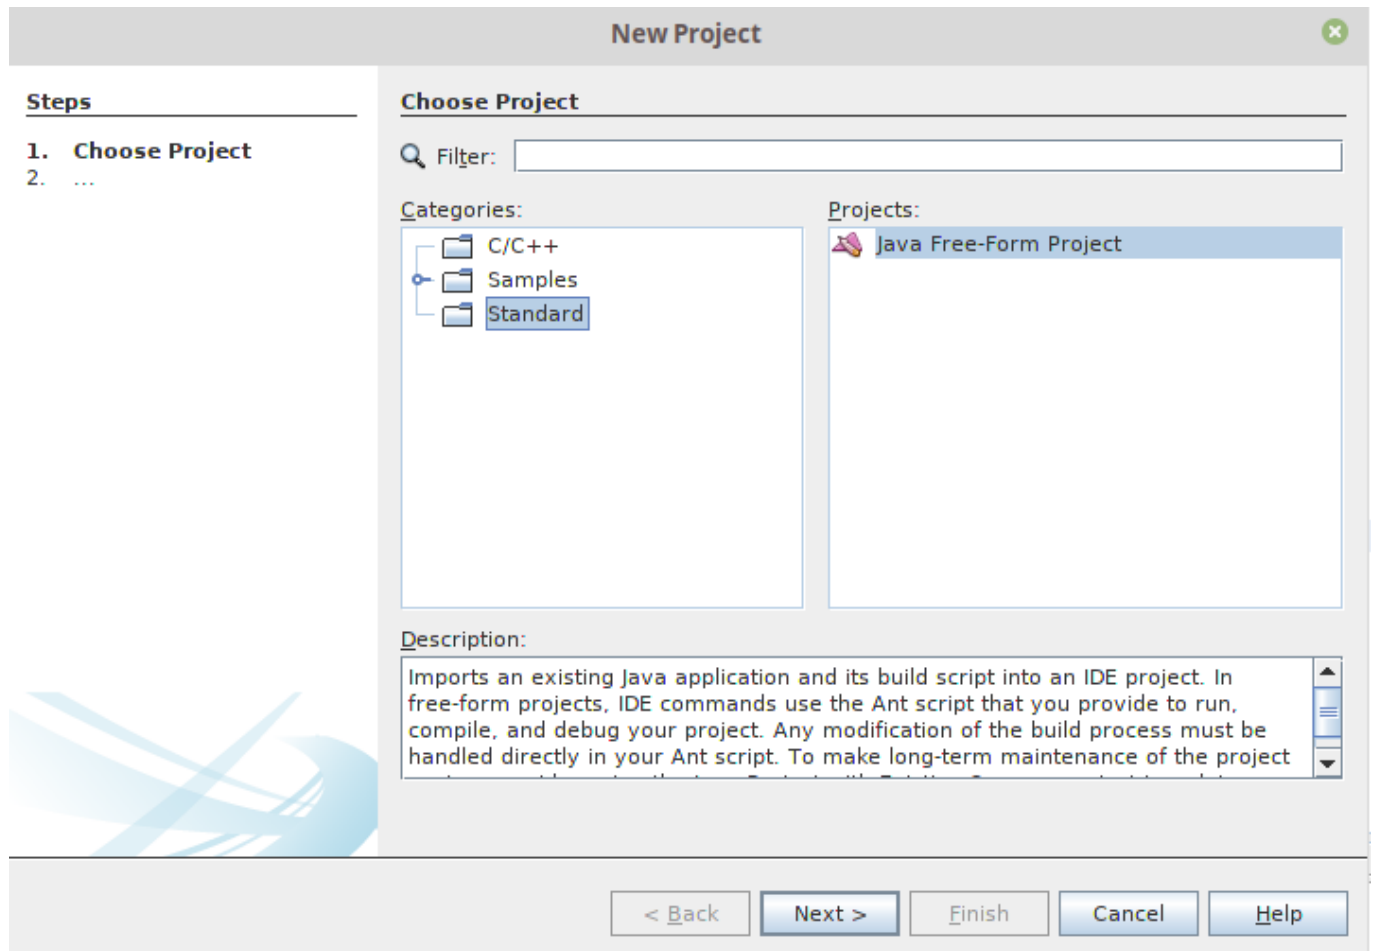 New Project
Steps
1. Choose Project
2. ...
Choose Project
Filter:
Categories:
C/C++
Samples
Standard
Projects:
Java Free-Form Project
Description:
Imports an existing Java application and its build script into an IDE project. In
free-form projects, IDE commands use the Ant script that you provide to run,
compile, and debug your project. Any modification of the build process must be
handled directly in your Ant script. To make long-term maintenance of the project
< Back
Next >
Finish
Cancel
Help